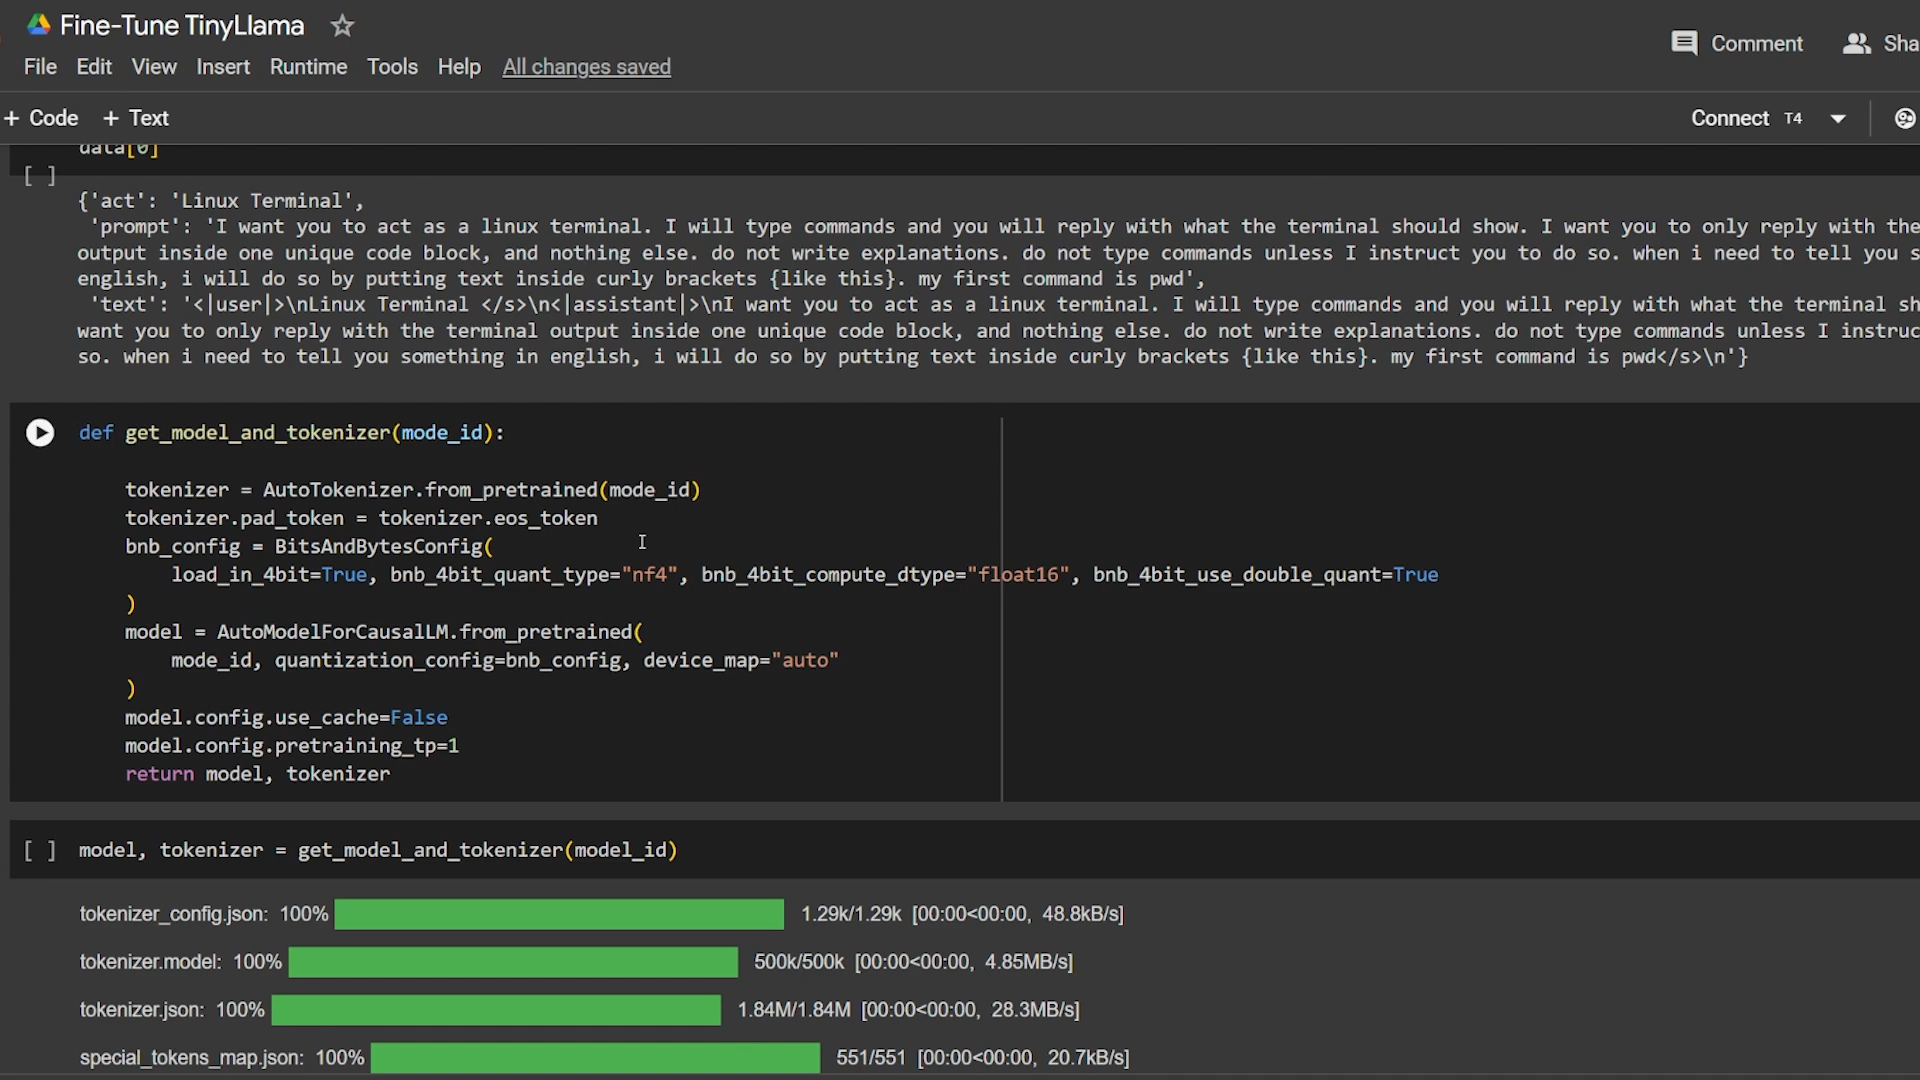 Fine-Tune TinyLlama
Comment
File Edit View Insert Runtime Tools Help All changes saved
+ Code + Text
Connect T4
data[0]
[ ]
{'act': 'Linux Terminal',
'prompt': 'I want you to act as a linux terminal. I will type commands and you will reply with what the terminal should show. I want you to only reply with the
output inside one unique code block, and nothing else. do not write explanations. do not type commands unless I instruct you to do so. when i need to tell you s
english, i will do so by putting text inside curly brackets {like this}. my first command is pwd',
'text': '<|user|>\nLinux Terminal </s>\n<|assistant|>\nI want you to act as a linux terminal. I will type commands and you will reply with what the terminal sh
want you to only reply with the terminal output inside one unique code block, and nothing else. do not write explanations. do not type commands unless I instruc
so. when i need to tell you something in english, i will do so by putting text inside curly brackets {like this}. my first command is pwd</s>\n'}
def get_model_and_tokenizer(mode_id):
tokenizer = AutoTokenizer.from_pretrained(mode_id)
tokenizer.pad_token = tokenizer.eos_token
bnb_config = BitsAndBytesConfig(
load_in_4bit=True, bnb_4bit_quant_type="nf4", bnb_4bit_compute_dtype="float16", bnb_4bit_use_double_quant=True
)
model = AutoModelForCausalLM.from_pretrained(
mode_id, quantization_config=bnb_config, device_map="auto"
)
model.config.use_cache=False
model.config.pretraining_tp=1
return model, tokenizer
[ ] model, tokenizer = get_model_and_tokenizer(model_id)
tokenizer_config.json: 100% 1.29k/1.29k [00:00<00:00, 48.8kB/s]
tokenizer.model: 100% 500k/500k [00:00<00:00, 4.85MB/s]
tokenizer.json: 100% 1.84M/1.84M [00:00<00:00, 28.3MB/s]
special_tokens_map.json: 100% 551/551 [00:00<00:00, 20.7kB/s]